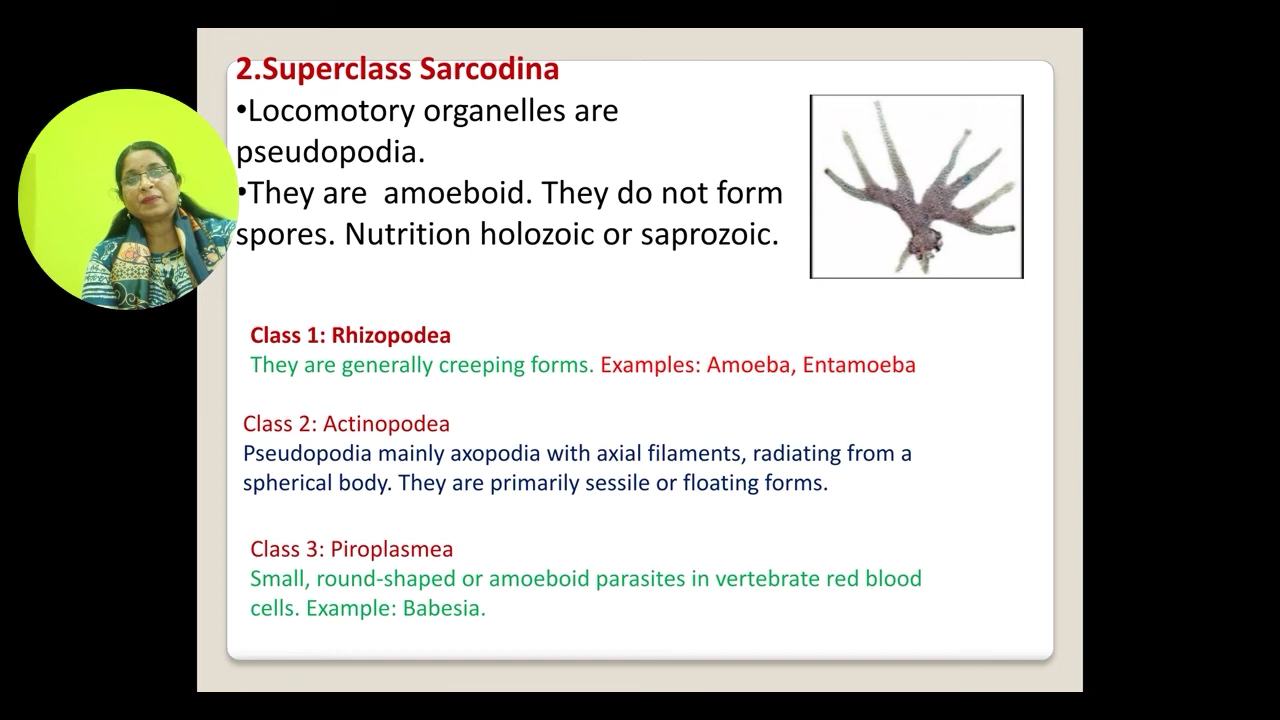 2.Superclass Sarcodina
•Locomotory organelles are
pseudopodia.
•They are  amoeboid. They do not form
spores. Nutrition holozoic or saprozoic.
Class 1: Rhizopodea
They are generally creeping forms. Examples: Amoeba, Entamoeba
Class 2: Actinopodea
Pseudopodia mainly axopodia with axial filaments, radiating from a
spherical body. They are primarily sessile or floating forms.
Class 3: Piroplasmea
Small, round-shaped or amoeboid parasites in vertebrate red blood
cells. Example: Babesia.